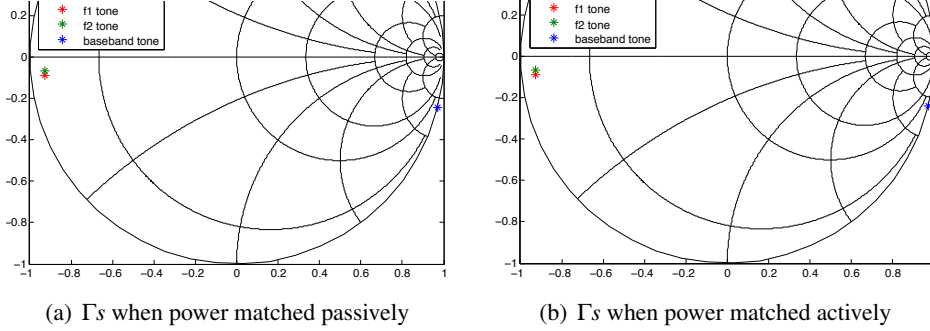 0.2
f1 tone
f2 tone
baseband tone
0
−0.2
−0.4
−0.6
−0.8
−1
−1 −0.8 −0.6 −0.4 −0.2 0 0.2 0.4 0.6 0.8 1
(a) Γs when power matched passively
0.2
f1 tone
f2 tone
baseband tone
0
−0.2
−0.4
−0.6
−0.8
−1
−1 −0.8 −0.6 −0.4 −0.2 0 0.2 0.4 0.6 0.8
(b) Γs when power matched actively